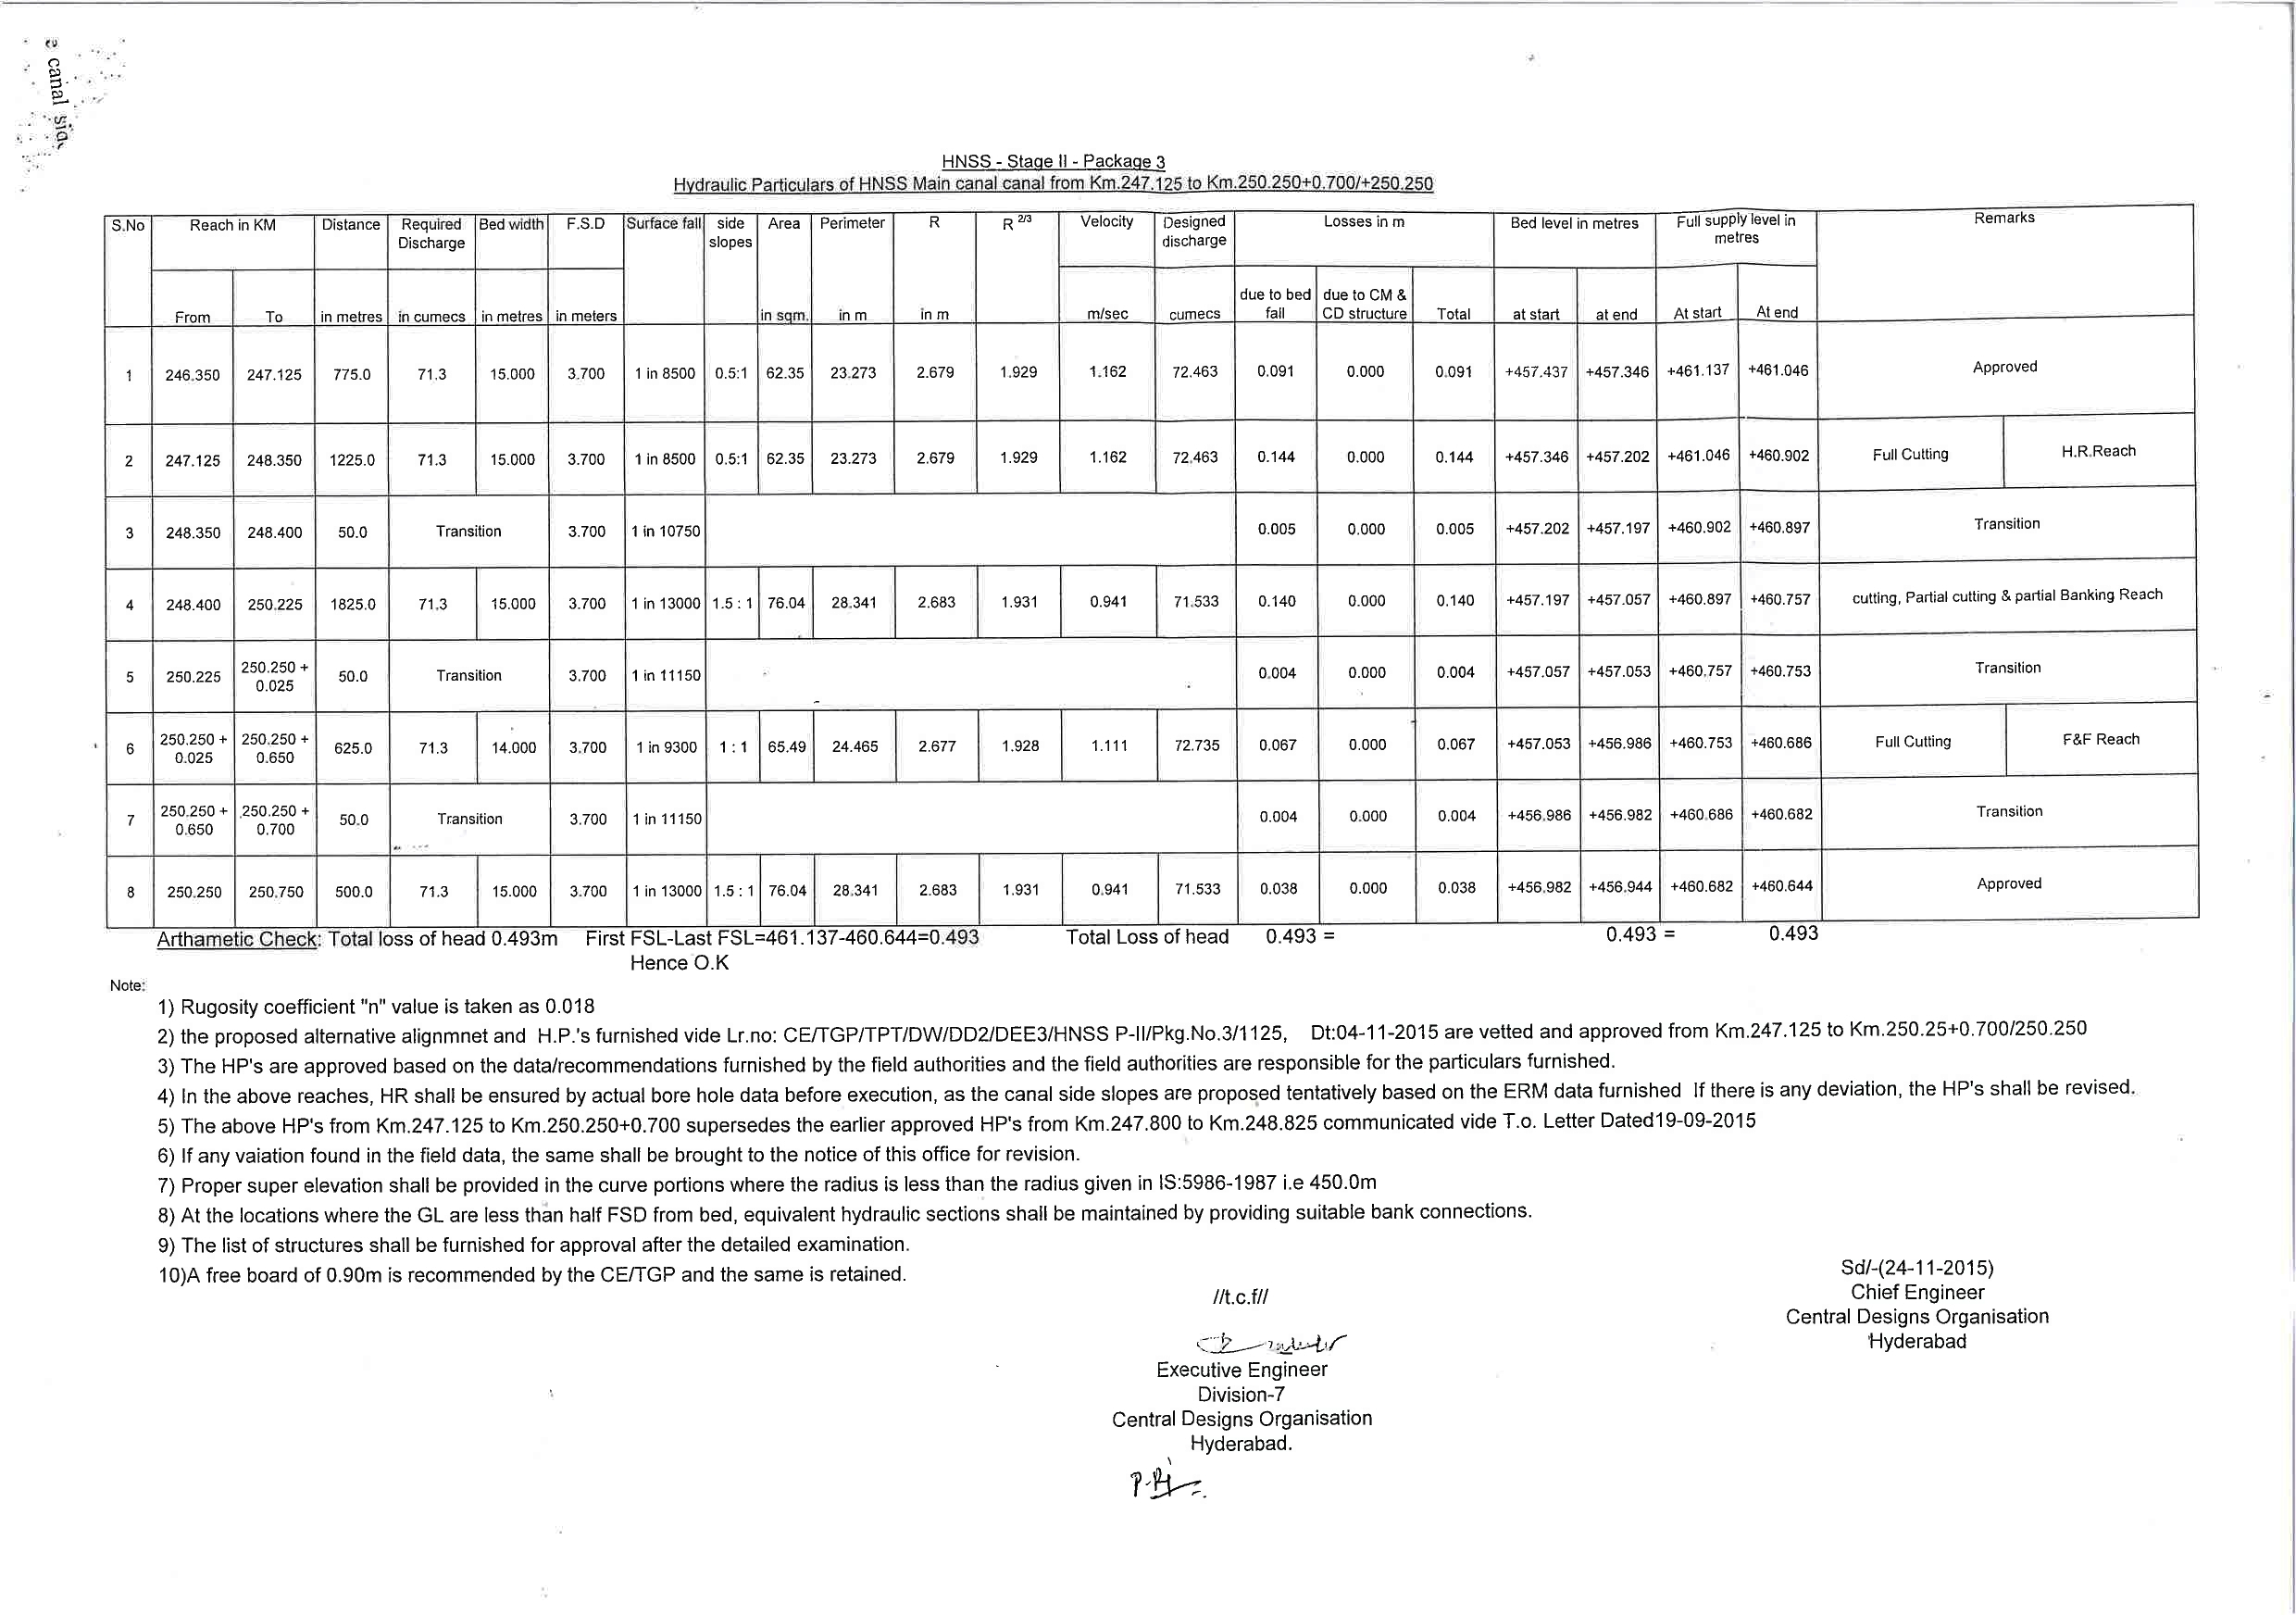 e canal side
HNSS - Stage II - Package 3
Hydraulic Particulars of HNSS Main canal canal from Km.247.125 to Km.250.250+0.700/+250.250
S.No Reach in KM Distance Required Discharge Bed width F.S.D Surface fall side slopes Area Perimeter R R 2/3 Velocity Designed discharge Losses in m Bed level in metres Full supply level in metres Remarks
From To in metres in cumecs in metres in meters in sqm. in m in m m/sec cumecs due to bed fall due to CM & CD structure Total at start at end At start At end
1 246.350 247.125 775.0 71.3 15.000 3.700 1 in 8500 0.5:1 62.35 23.273 2.679 1.929 1.162 72.463 0.091 0.000 0.091 +457.437 +457.346 +461.137 +461.046 Approved
2 247.125 248.350 1225.0 71.3 15.000 3.700 1 in 8500 0.5:1 62.35 23.273 2.679 1.929 1.162 72.463 0.144 0.000 0.144 +457.346 +457.202 +461.046 +460.902 Full Cutting H.R.Reach
3 248.350 248.400 50.0 Transition 3.700 1 in 10750 0.005 0.000 0.005 +457.202 +457.197 +460.902 +460.897 Transition
4 248.400 250.225 1825.0 71.3 15.000 3.700 1 in 13000 1.5 : 1 76.04 28.341 2.683 1.931 0.941 71.533 0.140 0.000 0.140 +457.197 +457.057 +460.897 +460.757 cutting, Partial cutting & partial Banking Reach
5 250.225 250.250 + 0.025 50.0 Transition 3.700 1 in 11150 0.004 0.000 0.004 +457.057 +457.053 +460.757 +460.753 Transition
6 250.250 + 0.025 250.250 + 0.650 625.0 71.3 14.000 3.700 1 in 9300 1 : 1 65.49 24.465 2.677 1.928 1.111 72.735 0.067 0.000 0.067 +457.053 +456.986 +460.753 +460.686 Full Cutting F&F Reach
7 250.250 + 0.650 250.250 + 0.700 50.0 Transition 3.700 1 in 11150 0.004 0.000 0.004 +456.986 +456.982 +460.686 +460.682 Transition
8 250.250 250.750 500.0 71.3 15.000 3.700 1 in 13000 1.5 : 1 76.04 28.341 2.683 1.931 0.941 71.533 0.038 0.000 0.038 +456.982 +456.944 +460.682 +460.644 Approved
Arthametic Check: Total loss of head 0.493m First FSL-Last FSL=461.137-460.644=0.493 Total Loss of head 0.493 = 0.493 = 0.493
Hence O.K
Note:
1) Rugosity coefficient "n" value is taken as 0.018
2) the proposed alternative alignmnet and H.P.'s furnished vide Lr.no: CE/TGP/TPT/DW/DD2/DEE3/HNSS P-II/Pkg.No.3/1125, Dt:04-11-2015 are vetted and approved from Km.247.125 to Km.250.25+0.700/250.250
3) The HP's are approved based on the data/recommendations furnished by the field authorities and the field authorities are responsible for the particulars furnished.
4) In the above reaches, HR shall be ensured by actual bore hole data before execution, as the canal side slopes are proposed tentatively based on the ERM data furnished If there is any deviation, the HP's shall be revised.
5) The above HP's from Km.247.125 to Km.250.250+0.700 supersedes the earlier approved HP's from Km.247.800 to Km.248.825 communicated vide T.o. Letter Dated19-09-2015
6) If any vaiation found in the field data, the same shall be brought to the notice of this office for revision.
7) Proper super elevation shall be provided in the curve portions where the radius is less than the radius given in IS:5986-1987 i.e 450.0m
8) At the locations where the GL are less than half FSD from bed, equivalent hydraulic sections shall be maintained by providing suitable bank connections.
9) The list of structures shall be furnished for approval after the detailed examination.
10)A free board of 0.90m is recommended by the CE/TGP and the same is retained.
//t.c.f//
Executive Engineer
Division-7
Central Designs Organisation
Hyderabad.
Sd/-(24-11-2015)
Chief Engineer
Central Designs Organisation
Hyderabad